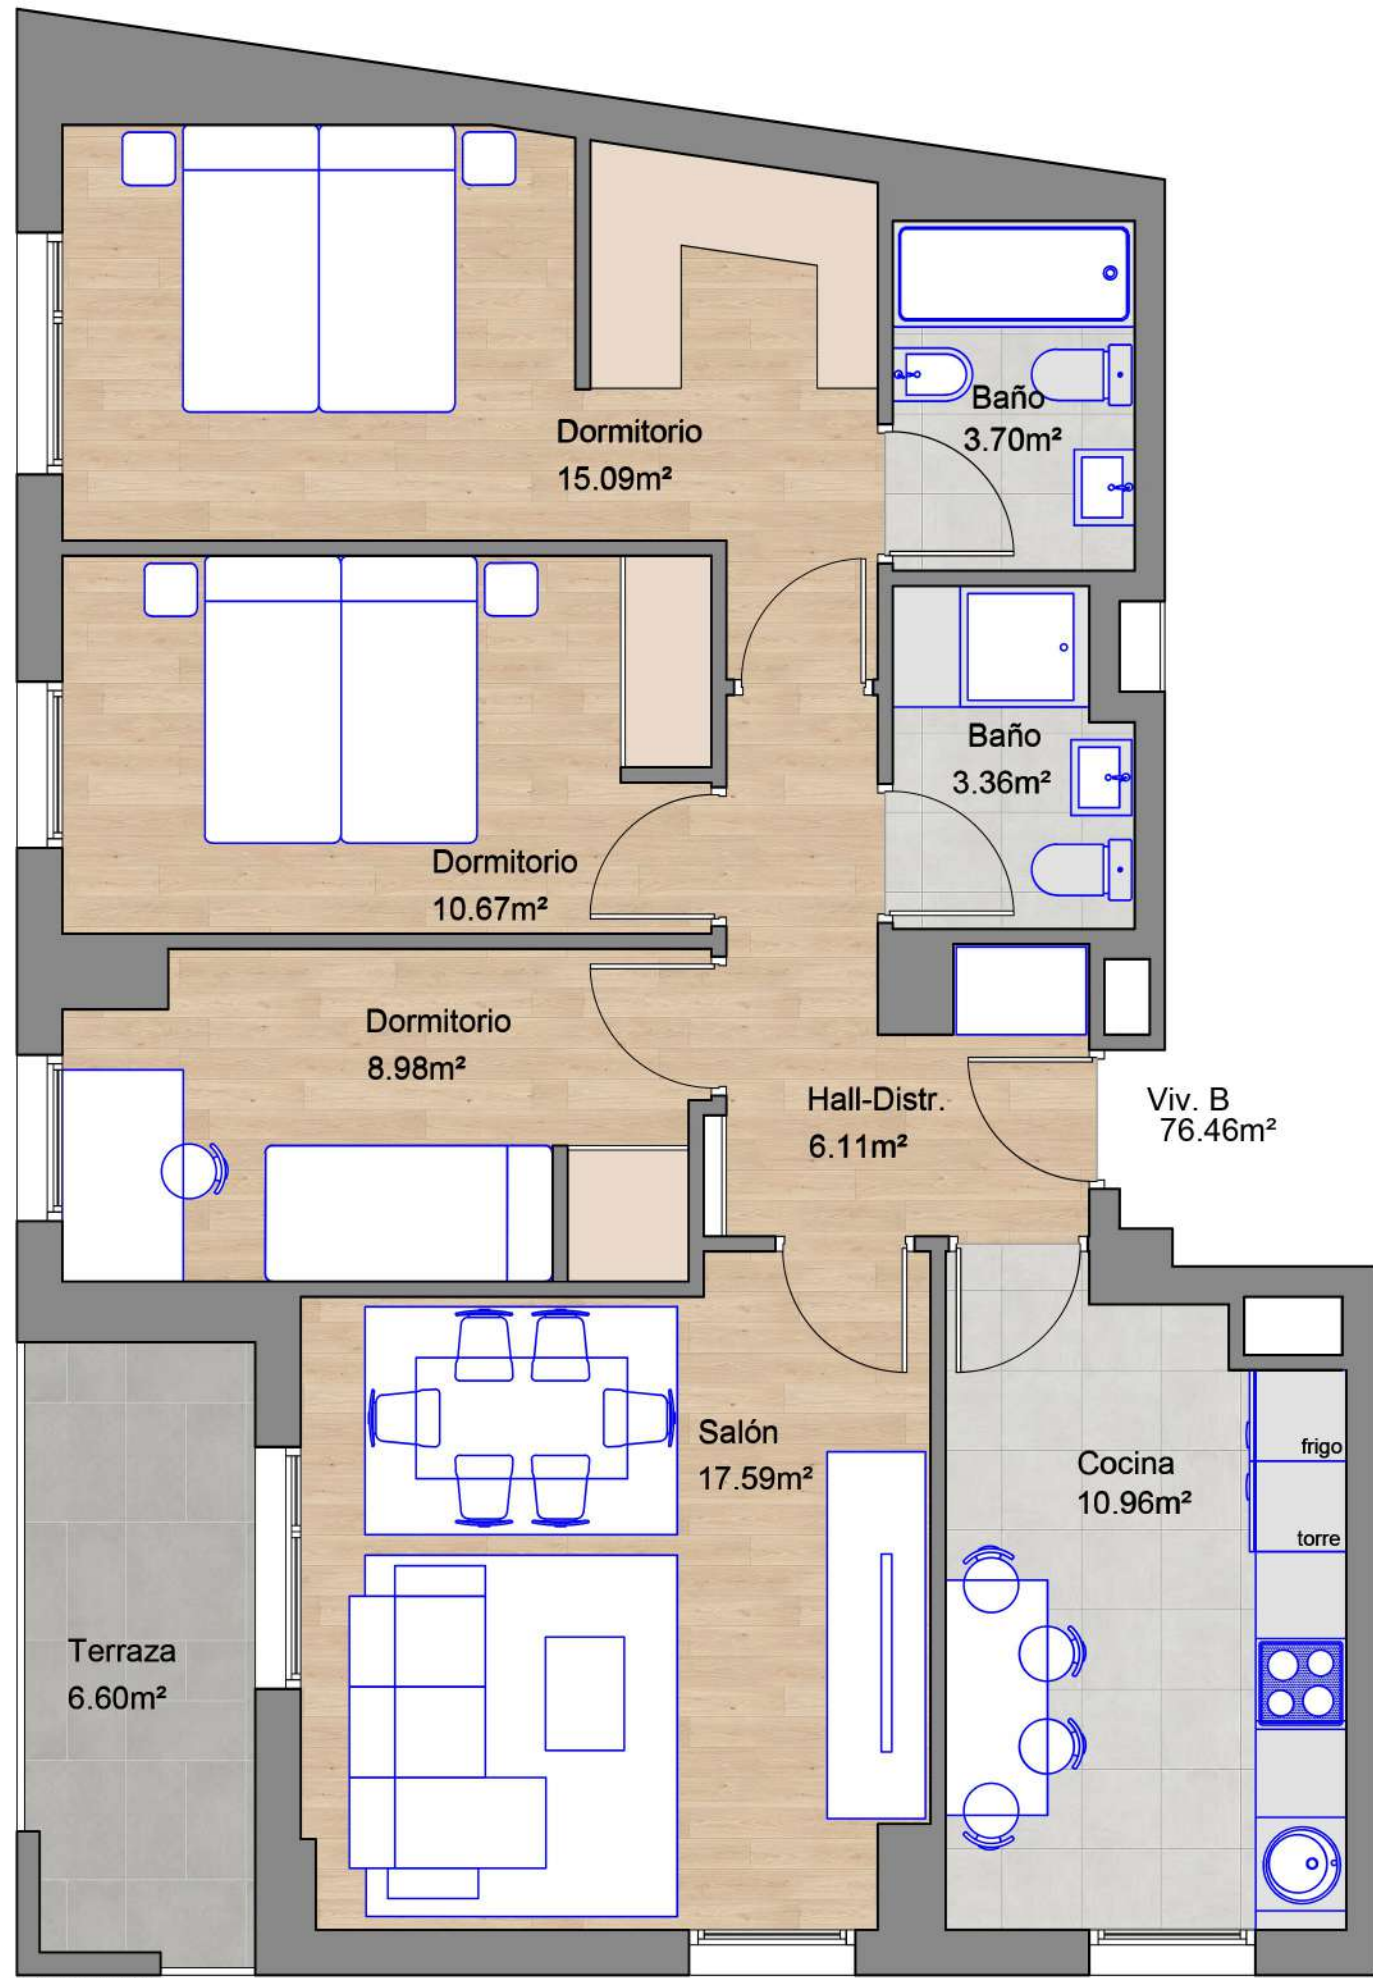 Dormitorio
15.09m²
Baño
3.70m²
Baño
3.36m²
Dormitorio
10.67m²
Dormitorio
8.98m²
Hall-Distr.
6.11m²
Viv. B
76.46m²
Salón
17.59m²
Cocina
10.96m²
frigo
torre
Terraza
6.60m²